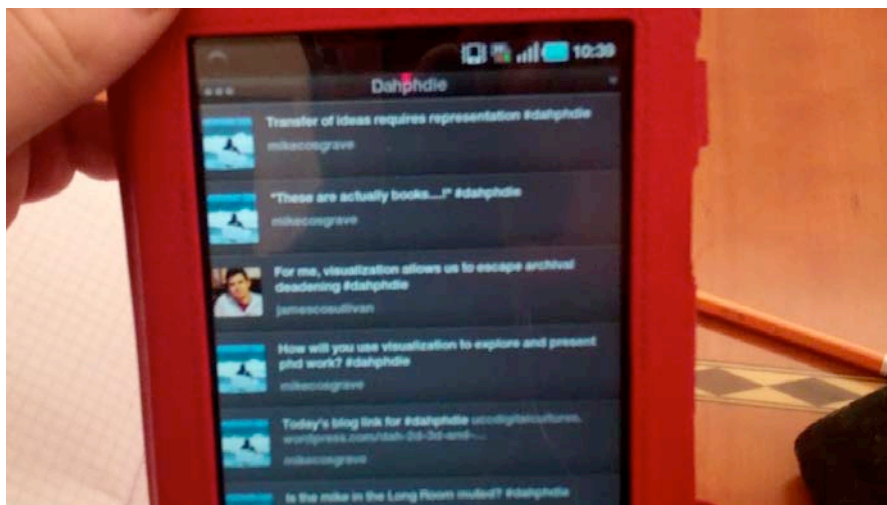 10:39
Dahphdie
Transfer of ideas requires representation #dahphdie
mikecosgrave
"These are actually books....!" #dahphdie
mikecosgrave
For me, visualization allows us to escape archival
deadening #dahphdie
jamescosullivan
How will you use visualization to explore and present
phd work? #dahphdie
mikecosgrave
Today's blog link for #dahphdie uccdigitalcultures.
wordpress.com/dah-2d-3d-and-...
mikecosgrave
Is the mike in the Long Room muted? #dahphdie